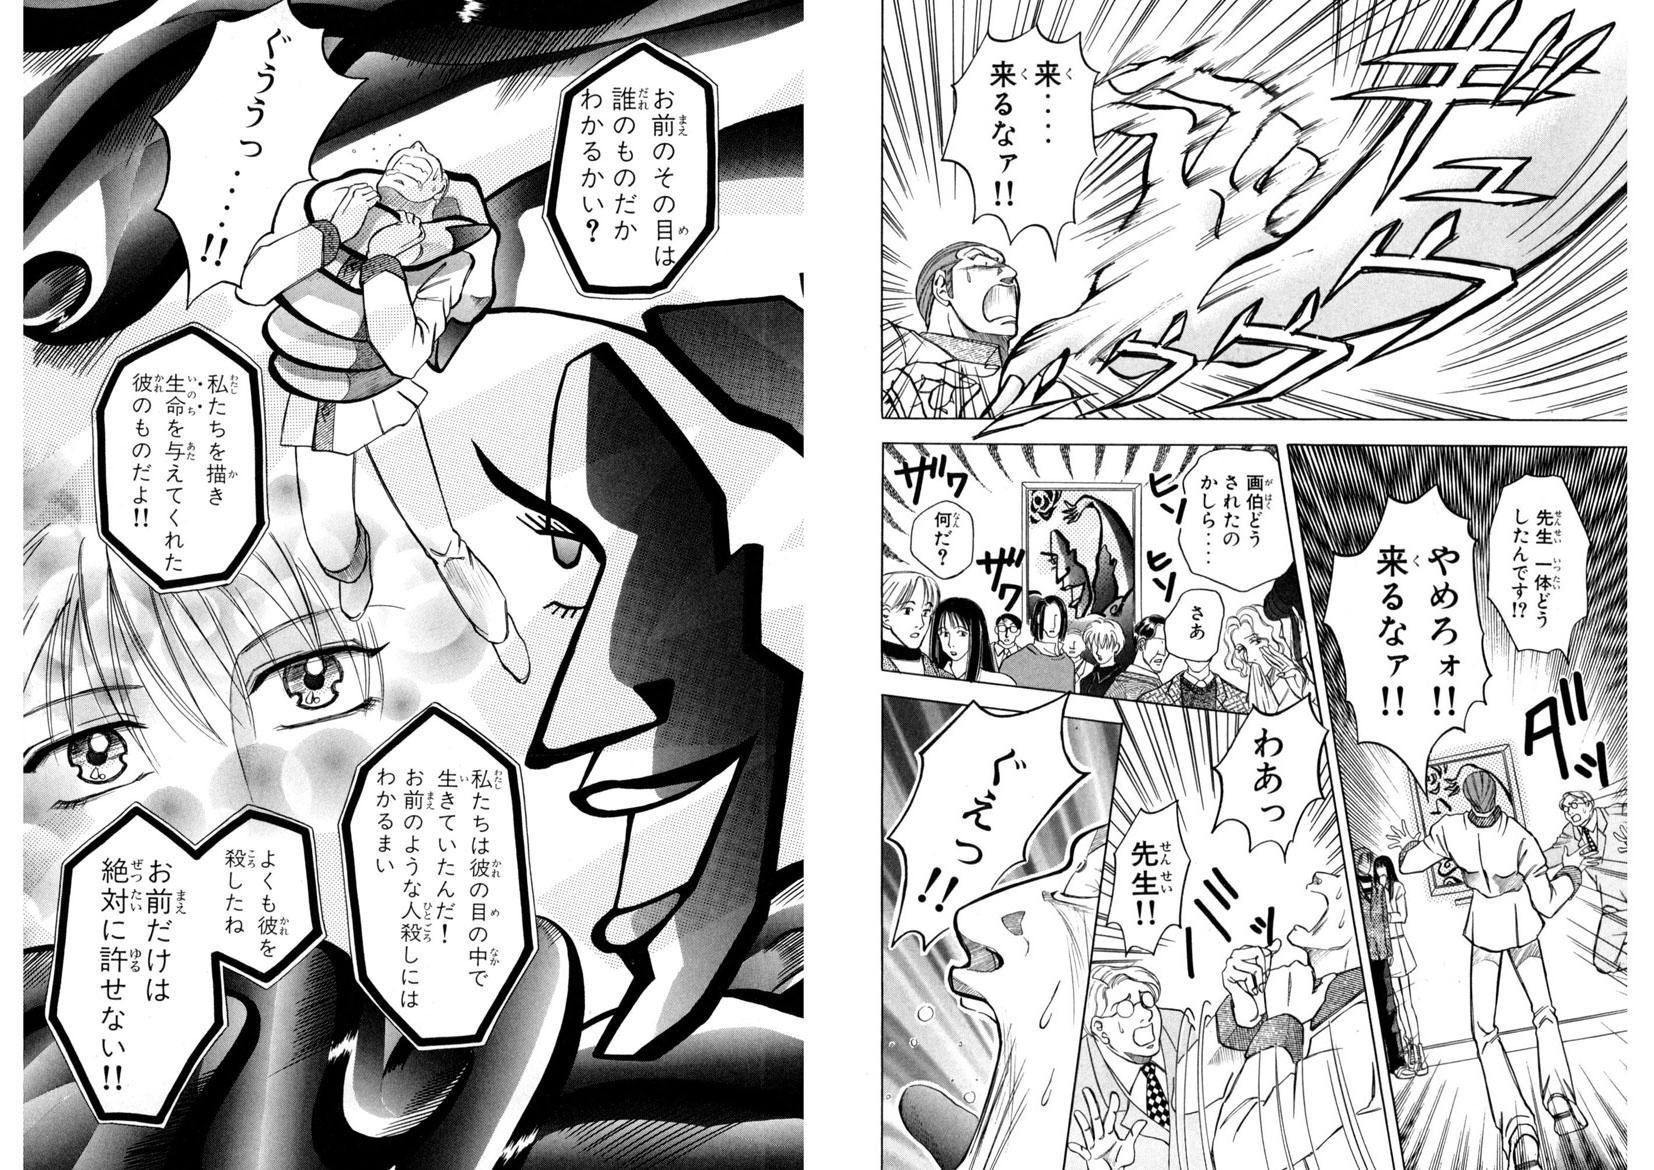 ギュゥゥゥゥ
来‥‥
来るなァ!!
先生 一体どう
したんです!?
やめろォ!!
来るなァ!!
ダッ
画伯どう
されたの
かしら‥‥
ヒソ
ヒソ
さあ
ザワ
何だ?
ザワ
わあっ
先生!!
バッ
ぐえっ!!
お前のその目は
誰のものだか
わかるかい?
ぐうぅっ‥‥‥!!
私たちを描き
生命を与えてくれた
彼のものだよ!!
私たちは彼の目の中で
生きていたんだ!
お前のような人殺しには
わかるまい
よくも彼を
殺したね
お前だけは
絶対に許せない!!